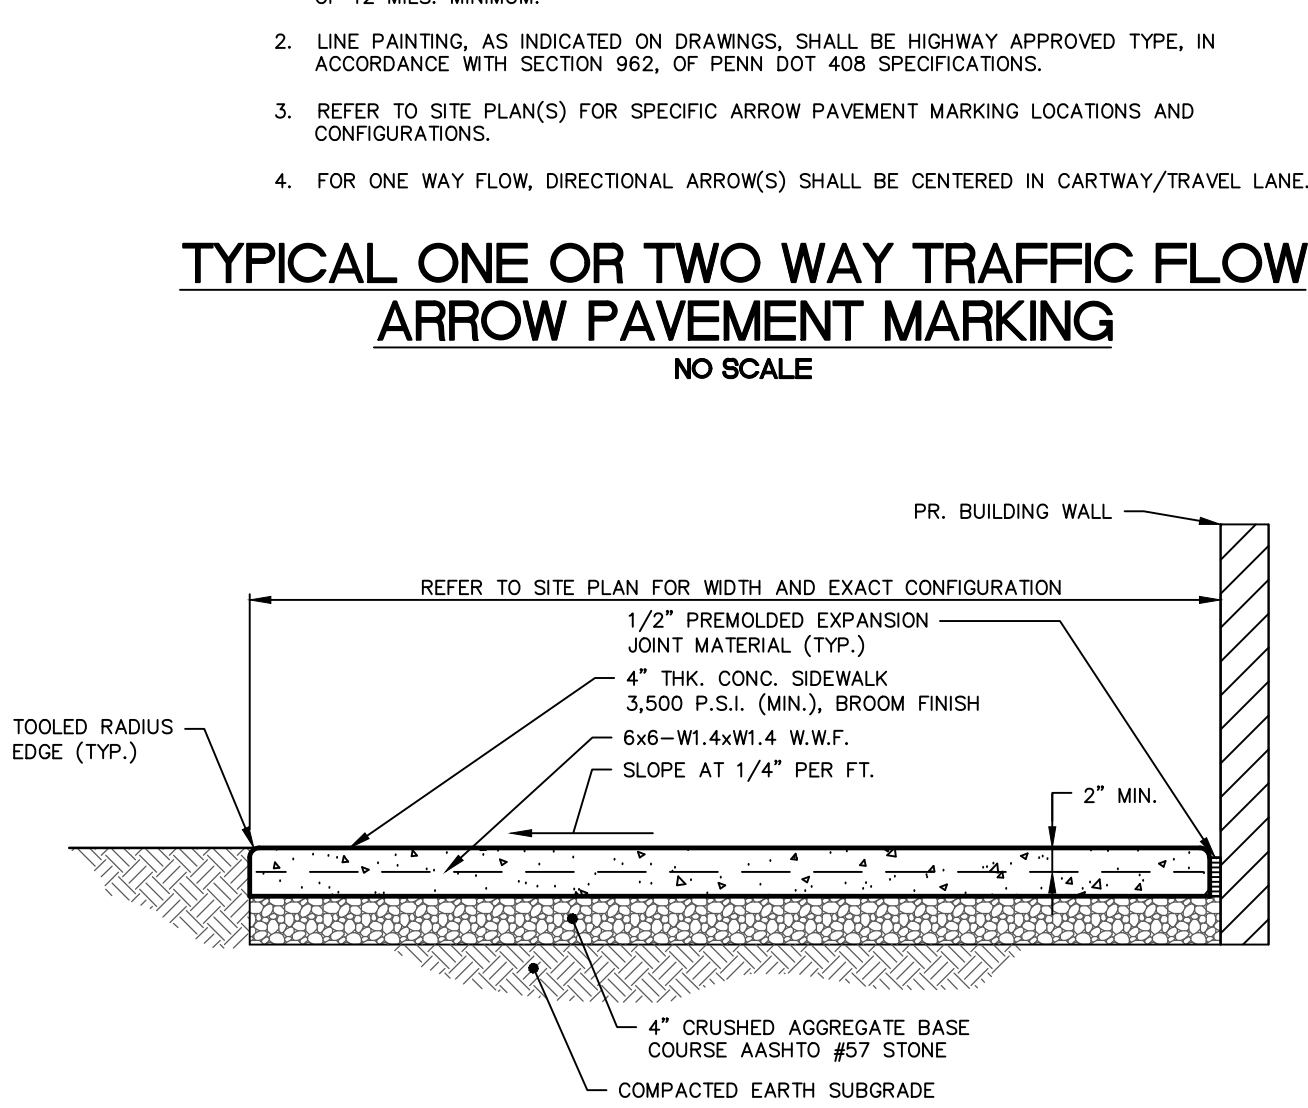 OF 12 MILS. MINIMUM.
2. LINE PAINTING, AS INDICATED ON DRAWINGS, SHALL BE HIGHWAY APPROVED TYPE, IN
ACCORDANCE WITH SECTION 962, OF PENN DOT 408 SPECIFICATIONS.
3. REFER TO SITE PLAN(S) FOR SPECIFIC ARROW PAVEMENT MARKING LOCATIONS AND
CONFIGURATIONS.
4. FOR ONE WAY FLOW, DIRECTIONAL ARROW(S) SHALL BE CENTERED IN CARTWAY/TRAVEL LANE.
TYPICAL ONE OR TWO WAY TRAFFIC FLOW
ARROW PAVEMENT MARKING
NO SCALE
PR. BUILDING WALL
REFER TO SITE PLAN FOR WIDTH AND EXACT CONFIGURATION
1/2" PREMOLDED EXPANSION
JOINT MATERIAL (TYP.)
4" THK. CONC. SIDEWALK
3,500 P.S.I. (MIN.), BROOM FINISH
TOOLED RADIUS
EDGE (TYP.)
6x6-W1.4xW1.4 W.W.F.
SLOPE AT 1/4" PER FT.
2" MIN.
4" CRUSHED AGGREGATE BASE
COURSE AASHTO #57 STONE
COMPACTED EARTH SUBGRADE